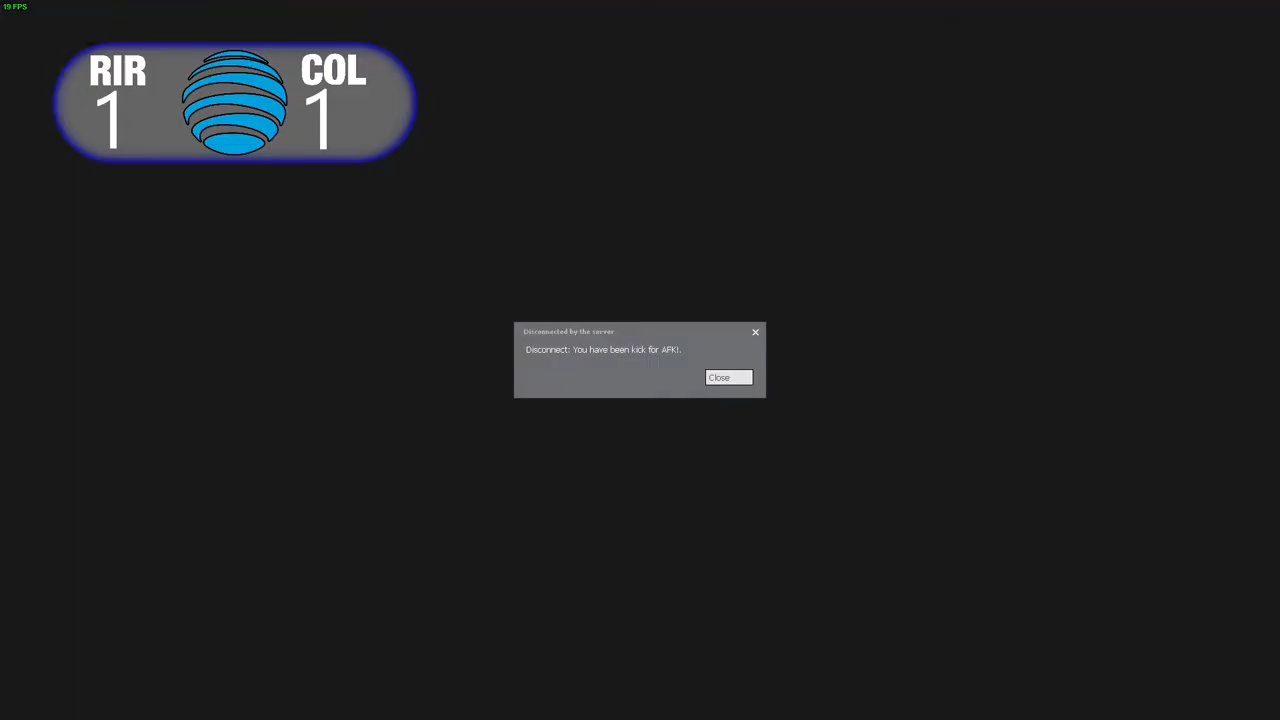 19 FPS
RIR
COL
1
1
Disconnected by the server
Disconnect: You have been kick for AFK!.
Close